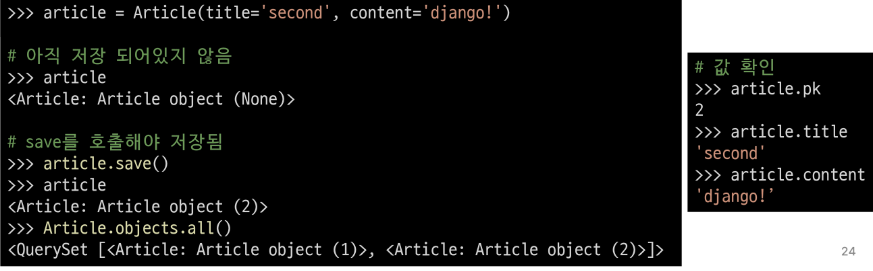 >>> article = Article(title='second', content='django!')
# 아직 저장 되어있지 않음
>>> article
<Article: Article object (None)>
# save를 호출해야 저장됨
>>> article.save()
>>> article
<Article: Article object (2)>
>>> Article.objects.all()
<QuerySet [<Article: Article object (1)>, <Article: Article object (2)>]>
# 값 확인
>>> article.pk
2
>>> article.title
'second'
>>> article.content
'django!’
24